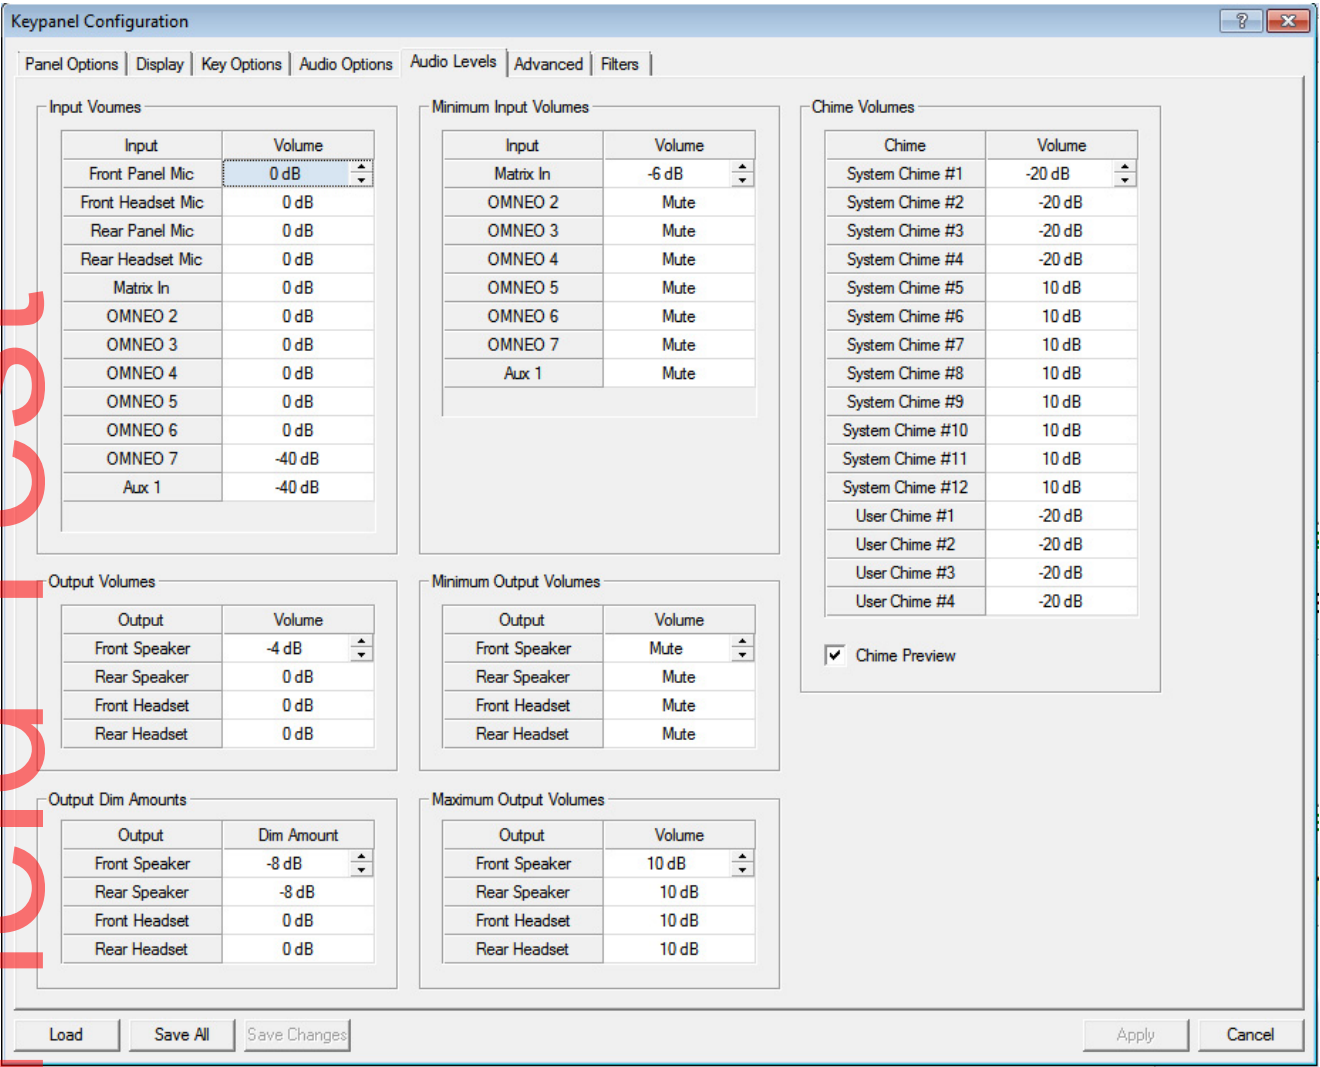 Keypanel Configuration
Panel Options Display Key Options Audio Options Audio Levels Advanced Filters
Input Voumes
Input Volume
Front Panel Mic 0 dB
Front Headset Mic 0 dB
Rear Panel Mic 0 dB
Rear Headset Mic 0 dB
Matrix In 0 dB
OMNEO 2 0 dB
OMNEO 3 0 dB
OMNEO 4 0 dB
OMNEO 5 0 dB
OMNEO 6 0 dB
OMNEO 7 -40 dB
Aux 1 -40 dB
Minimum Input Volumes
Input Volume
Matrix In -6 dB
OMNEO 2 Mute
OMNEO 3 Mute
OMNEO 4 Mute
OMNEO 5 Mute
OMNEO 6 Mute
OMNEO 7 Mute
Aux 1 Mute
Chime Volumes
Chime Volume
System Chime #1 -20 dB
System Chime #2 -20 dB
System Chime #3 -20 dB
System Chime #4 -20 dB
System Chime #5 10 dB
System Chime #6 10 dB
System Chime #7 10 dB
System Chime #8 10 dB
System Chime #9 10 dB
System Chime #10 10 dB
System Chime #11 10 dB
System Chime #12 10 dB
User Chime #1 -20 dB
User Chime #2 -20 dB
User Chime #3 -20 dB
User Chime #4 -20 dB
Chime Preview
Output Volumes
Output Volume
Front Speaker -4 dB
Rear Speaker 0 dB
Front Headset 0 dB
Rear Headset 0 dB
Minimum Output Volumes
Output Volume
Front Speaker Mute
Rear Speaker Mute
Front Headset Mute
Rear Headset Mute
Output Dim Amounts
Output Dim Amount
Front Speaker -8 dB
Rear Speaker -8 dB
Front Headset 0 dB
Rear Headset 0 dB
Maximum Output Volumes
Output Volume
Front Speaker 10 dB
Rear Speaker 10 dB
Front Headset 10 dB
Rear Headset 10 dB
Load Save All Save Changes Apply Cancel